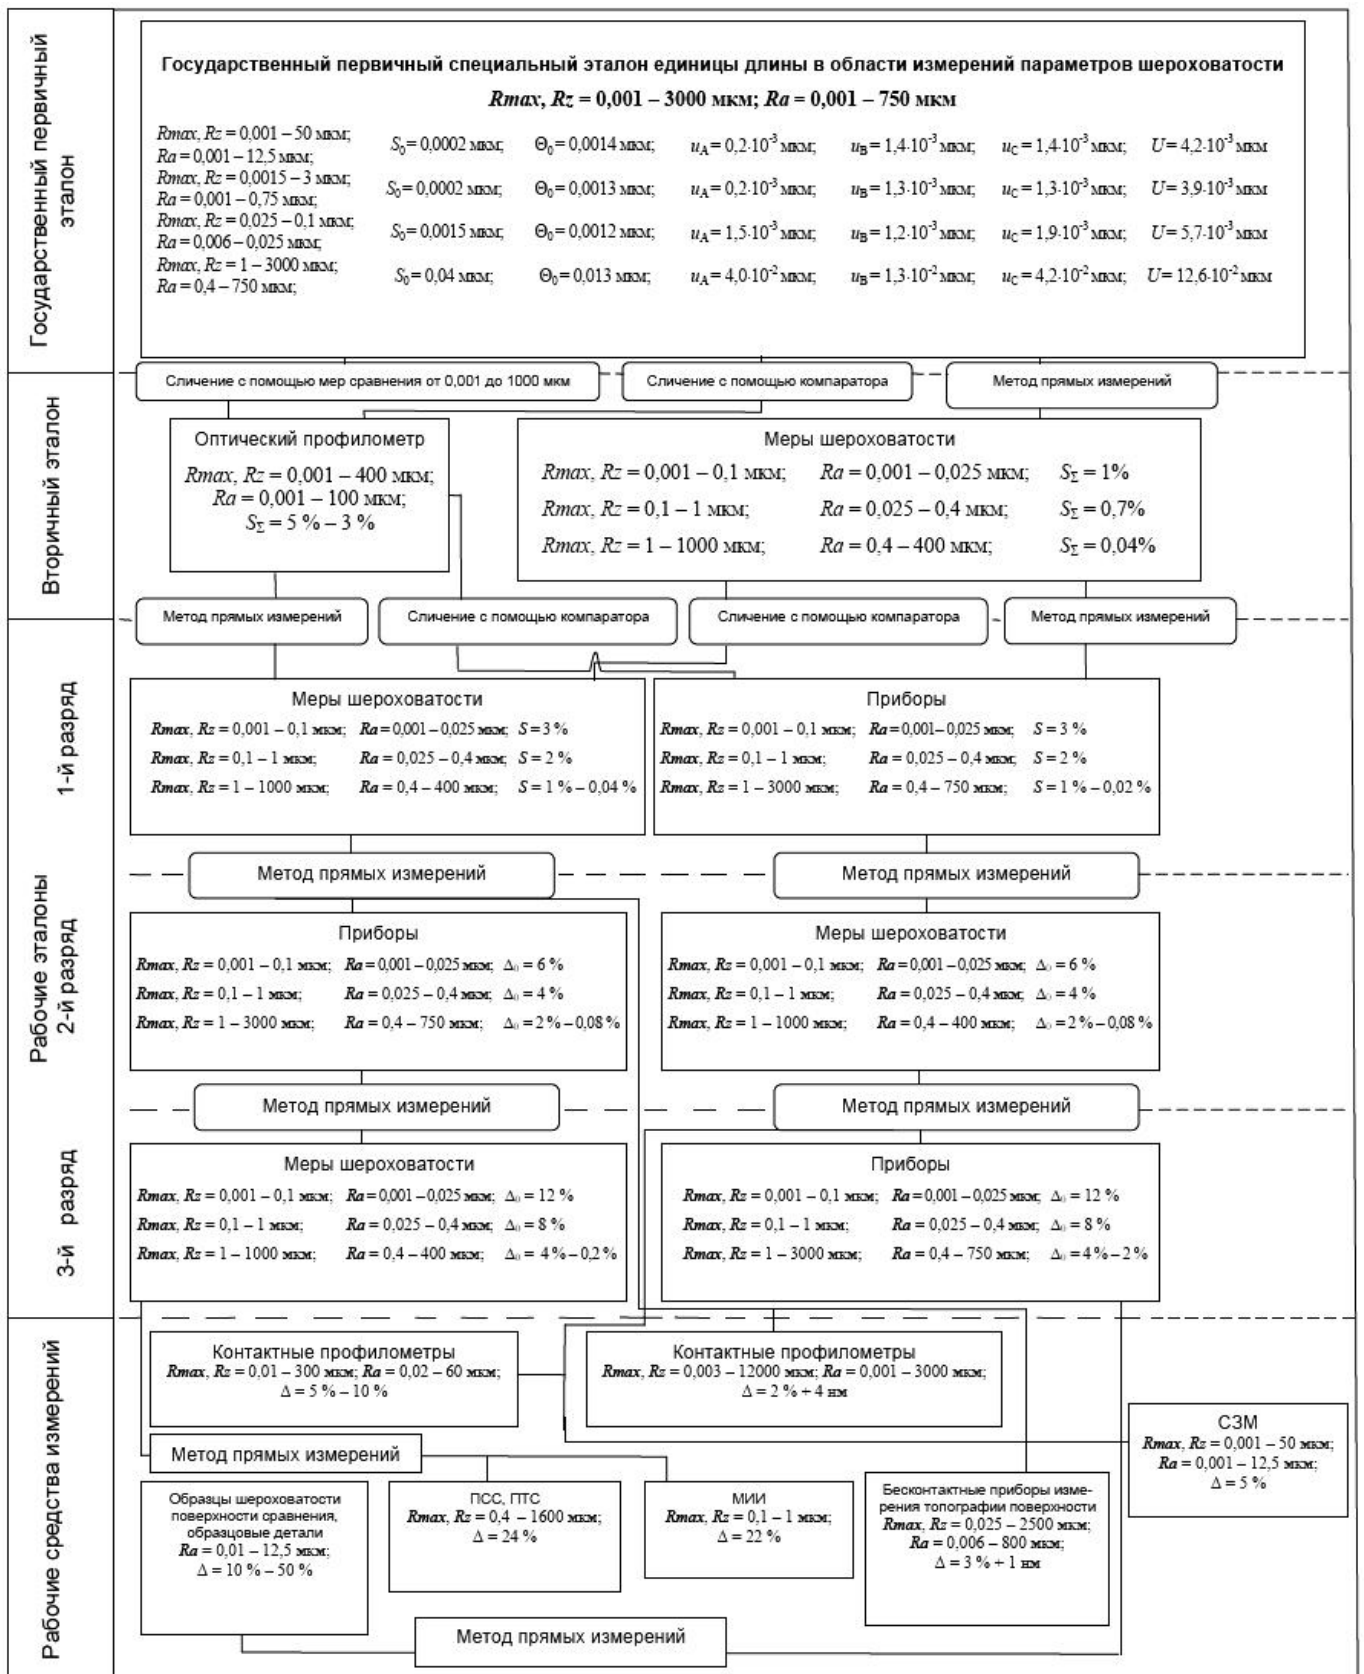 Государственный первичный
эталон
Государственный первичный специальный эталон единицы длины в области измерений параметров шероховатости
Rmax, Rz = 0,001 – 3000 мкм; Ra = 0,001 – 750 мкм
Rmax, Rz = 0,001 – 50 мкм;
Ra = 0,001 – 12,5 мкм;
S₀ = 0,0002 мкм; Θ₀ = 0,0014 мкм; u_A = 0,2·10⁻³ мкм; u_B = 1,4·10⁻³ мкм; u_C = 1,4·10⁻³ мкм; U = 4,2·10⁻³ мкм
Rmax, Rz = 0,0015 – 3 мкм;
Ra = 0,001 – 0,75 мкм;
S₀ = 0,0002 мкм; Θ₀ = 0,0013 мкм; u_A = 0,2·10⁻³ мкм; u_B = 1,3·10⁻³ мкм; u_C = 1,3·10⁻³ мкм; U = 3,9·10⁻³ мкм
Rmax, Rz = 0,025 – 0,1 мкм;
Ra = 0,006 – 0,025 мкм;
S₀ = 0,0015 мкм; Θ₀ = 0,0012 мкм; u_A = 1,5·10⁻³ мкм; u_B = 1,2·10⁻³ мкм; u_C = 1,9·10⁻³ мкм; U = 5,7·10⁻³ мкм
Rmax, Rz = 1 – 3000 мкм;
Ra = 0,4 – 750 мкм;
S₀ = 0,04 мкм; Θ₀ = 0,013 мкм; u_A = 4,0·10⁻² мкм; u_B = 1,3·10⁻² мкм; u_C = 4,2·10⁻² мкм; U = 12,6·10⁻² мкм
Сличение с помощью мер сравнения от 0,001 до 1000 мкм
Сличение с помощью компаратора
Метод прямых измерений
Вторичный эталон
Оптический профилометр
Rmax, Rz = 0,001 – 400 мкм;
Ra = 0,001 – 100 мкм;
S_Σ = 5 % – 3 %
Меры шероховатости
Rmax, Rz = 0,001 – 0,1 мкм; Ra = 0,001 – 0,025 мкм; S_Σ = 1%
Rmax, Rz = 0,1 – 1 мкм; Ra = 0,025 – 0,4 мкм; S_Σ = 0,7%
Rmax, Rz = 1 – 1000 мкм; Ra = 0,4 – 400 мкм; S_Σ = 0,04%
Метод прямых измерений
Сличение с помощью компаратора
Сличение с помощью компаратора
Метод прямых измерений
Рабочие эталоны
1-й разряд
Меры шероховатости
Rmax, Rz = 0,001 – 0,1 мкм; Ra = 0,001 – 0,025 мкм; S = 3 %
Rmax, Rz = 0,1 – 1 мкм; Ra = 0,025 – 0,4 мкм; S = 2 %
Rmax, Rz = 1 – 1000 мкм; Ra = 0,4 – 400 мкм; S = 1 % – 0,04 %
Приборы
Rmax, Rz = 0,001 – 0,1 мкм; Ra = 0,001– 0,025 мкм; S = 3 %
Rmax, Rz = 0,1 – 1 мкм; Ra = 0,025 – 0,4 мкм; S = 2 %
Rmax, Rz = 1 – 3000 мкм; Ra = 0,4 – 750 мкм; S = 1 % – 0,02 %
Метод прямых измерений
Метод прямых измерений
2-й разряд
Приборы
Rmax, Rz = 0,001 – 0,1 мкм; Ra = 0,001 – 0,025 мкм; Δ₀ = 6 %
Rmax, Rz = 0,1 – 1 мкм; Ra = 0,025 – 0,4 мкм; Δ₀ = 4 %
Rmax, Rz = 1 – 3000 мкм; Ra = 0,4 – 750 мкм; Δ₀ = 2 % – 0,08 %
Меры шероховатости
Rmax, Rz = 0,001 – 0,1 мкм; Ra = 0,001 – 0,025 мкм; Δ₀ = 6 %
Rmax, Rz = 0,1 – 1 мкм; Ra = 0,025 – 0,4 мкм; Δ₀ = 4 %
Rmax, Rz = 1 – 1000 мкм; Ra = 0,4 – 400 мкм; Δ₀ = 2 % – 0,08 %
Метод прямых измерений
Метод прямых измерений
3-й разряд
Меры шероховатости
Rmax, Rz = 0,001 – 0,1 мкм; Ra = 0,001 – 0,025 мкм; Δ₀ = 12 %
Rmax, Rz = 0,1 – 1 мкм; Ra = 0,025 – 0,4 мкм; Δ₀ = 8 %
Rmax, Rz = 1 – 1000 мкм; Ra = 0,4 – 400 мкм; Δ₀ = 4 % – 0,2 %
Приборы
Rmax, Rz = 0,001 – 0,1 мкм; Ra = 0,001 – 0,025 мкм; Δ₀ = 12 %
Rmax, Rz = 0,1 – 1 мкм; Ra = 0,025 – 0,4 мкм; Δ₀ = 8 %
Rmax, Rz = 1 – 3000 мкм; Ra = 0,4 – 750 мкм; Δ₀ = 4 % – 2 %
Рабочие средства измерений
Контактные профилометры
Rmax, Rz = 0,01 – 300 мкм; Ra = 0,02 – 60 мкм;
Δ = 5 % – 10 %
Контактные профилометры
Rmax, Rz = 0,003 – 12000 мкм; Ra = 0,001 – 3000 мкм;
Δ = 2 % + 4 нм
СЗМ
Rmax, Rz = 0,001 – 50 мкм;
Ra = 0,001 – 12,5 мкм;
Δ = 5 %
Метод прямых измерений
Образцы шероховатости
поверхности сравнения,
образцовые детали
Ra = 0,01 – 12,5 мкм;
Δ = 10 % – 50 %
ПСС, ПТС
Rmax, Rz = 0,4 – 1600 мкм;
Δ = 24 %
МИИ
Rmax, Rz = 0,1 – 1 мкм;
Δ = 22 %
Бесконтактные приборы изме-
рения топографии поверхности
Rmax, Rz = 0,025 – 2500 мкм;
Ra = 0,006 – 800 мкм;
Δ = 3 % + 1 нм
Метод прямых измерений